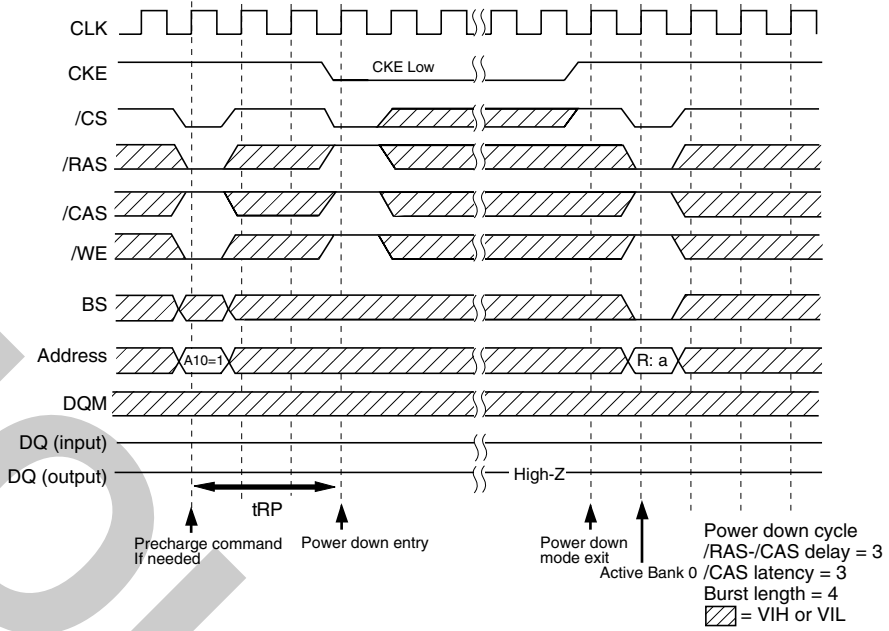 CLK
CKE
CKE Low
/CS
/RAS
/CAS
/WE
BS
Address
A10=1
R: a
DQM
DQ (input)
DQ (output)
High-Z
tRP
Precharge command
If needed
Power down entry
Power down
mode exit
Active Bank 0
Power down cycle
/RAS-/CAS delay = 3
/CAS latency = 3
Burst length = 4
= VIH or VIL